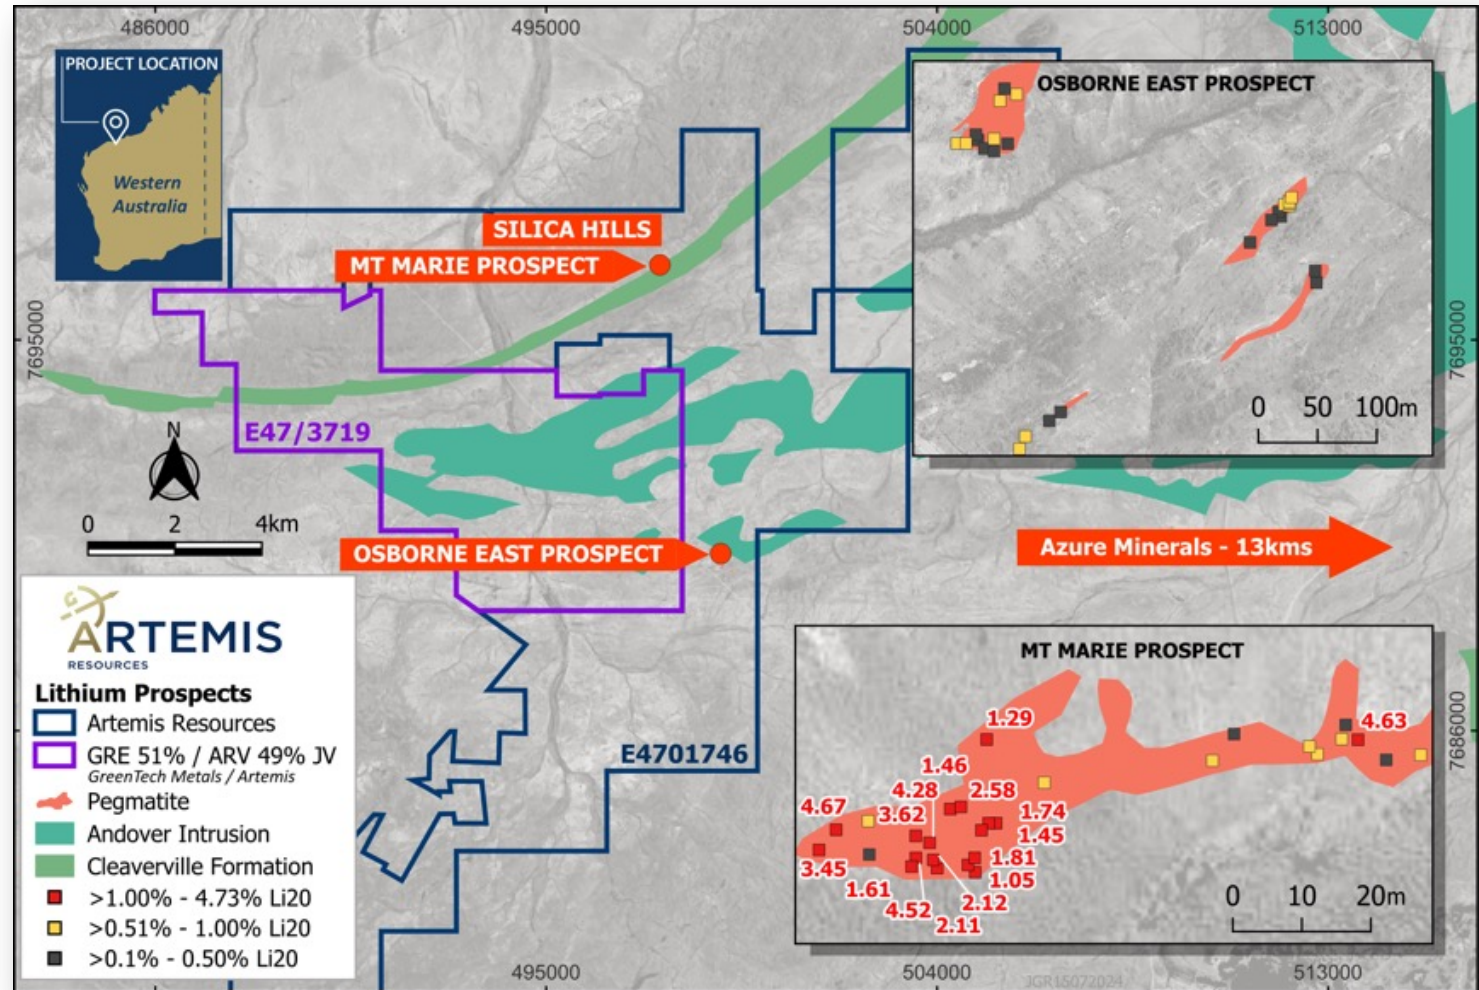 486000
495000
504000
513000
PROJECT LOCATION
Western
Australia
OSBORNE EAST PROSPECT
0 50 100m
SILICA HILLS
MT MARIE PROSPECT
7695000
7695000
E47/3719
N
0 2 4km
OSBORNE EAST PROSPECT
Azure Minerals - 13kms
ARTEMIS
RESOURCES
Lithium Prospects
Artemis Resources
GRE 51% / ARV 49% JV
GreenTech Metals / Artemis
Pegmatite
Andover Intrusion
Cleaverville Formation
>1.00% - 4.73% Li20
>0.51% - 1.00% Li20
>0.1% - 0.50% Li20
E4701746
MT MARIE PROSPECT
1.29
4.63
1.46
4.28
2.58
4.67
3.62
1.74
1.45
3.45
1.81
1.61
1.05
4.52
2.12
2.11
0 10 20m
7686000
495000
504000
513000
JGR15072024